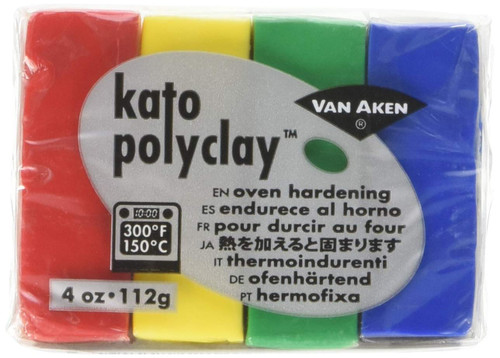 kato
polyclay™
VAN AKEN
®
EN oven hardening
ES endurece al horno
FR pour durcir au four
JA 熱を加えると固まります
IT thermoindurenti
DE ofenhärtend
PT hermofixa
10:00
300°F
150°C
4 oz • 112g